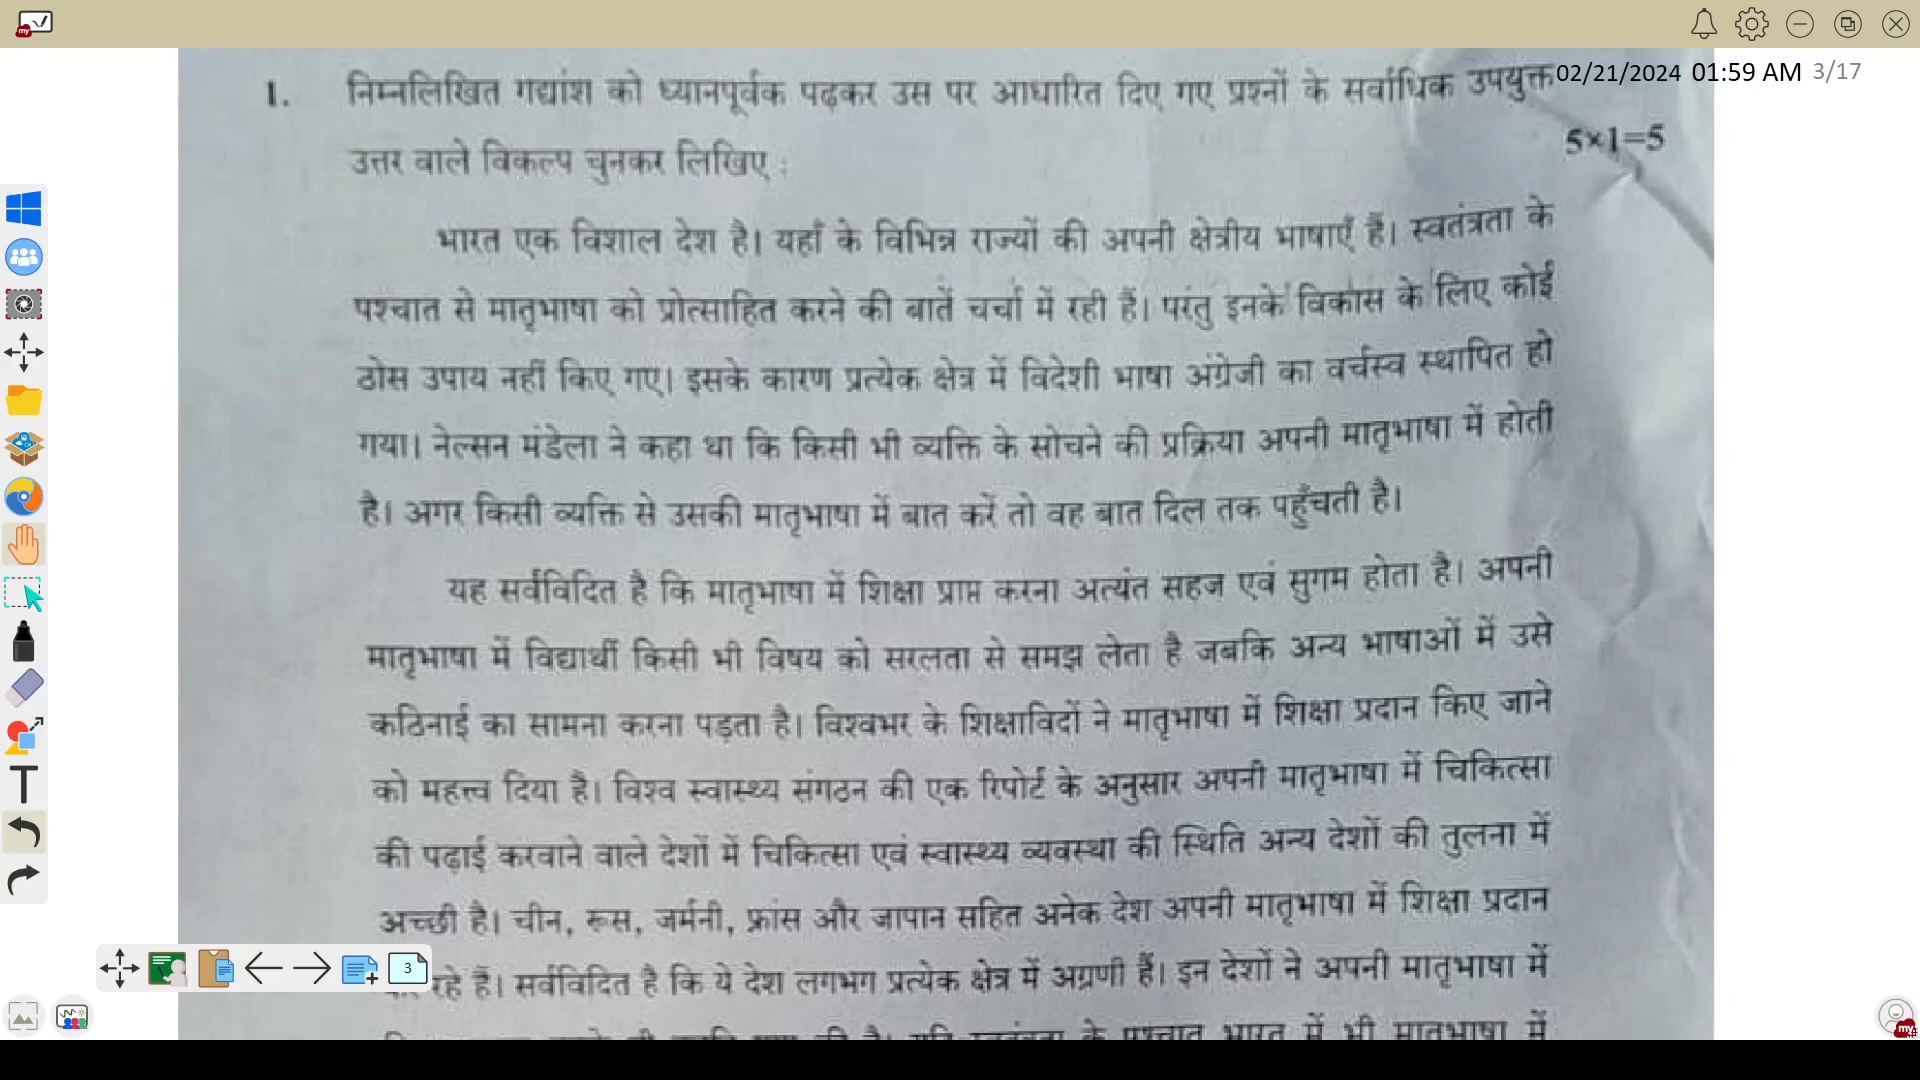 02/21/2024 01:59 AM 3/17
1. निम्नलिखित गद्यांश को ध्यानपूर्वक पढ़कर उस पर आधारित दिए गए प्रश्नों के सर्वाधिक उपयुक्त
उत्तर वाले विकल्प चुनकर लिखिए : 5×1=5
भारत एक विशाल देश है। यहाँ के विभिन्न राज्यों की अपनी क्षेत्रीय भाषाएँ हैं। स्वतंत्रता के
पश्चात से मातृभाषा को प्रोत्साहित करने की बातें चर्चा में रही हैं। परंतु इनके विकास के लिए कोई
ठोस उपाय नहीं किए गए। इसके कारण प्रत्येक क्षेत्र में विदेशी भाषा अंग्रेजी का वर्चस्व स्थापित हो
गया। नेल्सन मंडेला ने कहा था कि किसी भी व्यक्ति के सोचने की प्रक्रिया अपनी मातृभाषा में होती
है। अगर किसी व्यक्ति से उसकी मातृभाषा में बात करें तो वह बात दिल तक पहुँचती है।
यह सर्वविदित है कि मातृभाषा में शिक्षा प्राप्त करना अत्यंत सहज एवं सुगम होता है। अपनी
मातृभाषा में विद्यार्थी किसी भी विषय को सरलता से समझ लेता है जबकि अन्य भाषाओं में उसे
कठिनाई का सामना करना पड़ता है। विश्वभर के शिक्षाविदों ने मातृभाषा में शिक्षा प्रदान किए जाने
को महत्त्व दिया है। विश्व स्वास्थ्य संगठन की एक रिपोर्ट के अनुसार अपनी मातृभाषा में चिकित्सा
की पढ़ाई करवाने वाले देशों में चिकित्सा एवं स्वास्थ्य व्यवस्था की स्थिति अन्य देशों की तुलना में
अच्छी है। चीन, रूस, जर्मनी, फ्रांस और जापान सहित अनेक देश अपनी मातृभाषा में शिक्षा प्रदान
रहे हैं। सर्वविदित है कि ये देश लगभग प्रत्येक क्षेत्र में अग्रणी हैं। इन देशों ने अपनी मातृभाषा में
के पश्चात भारत में भी मातृभाषा में
3